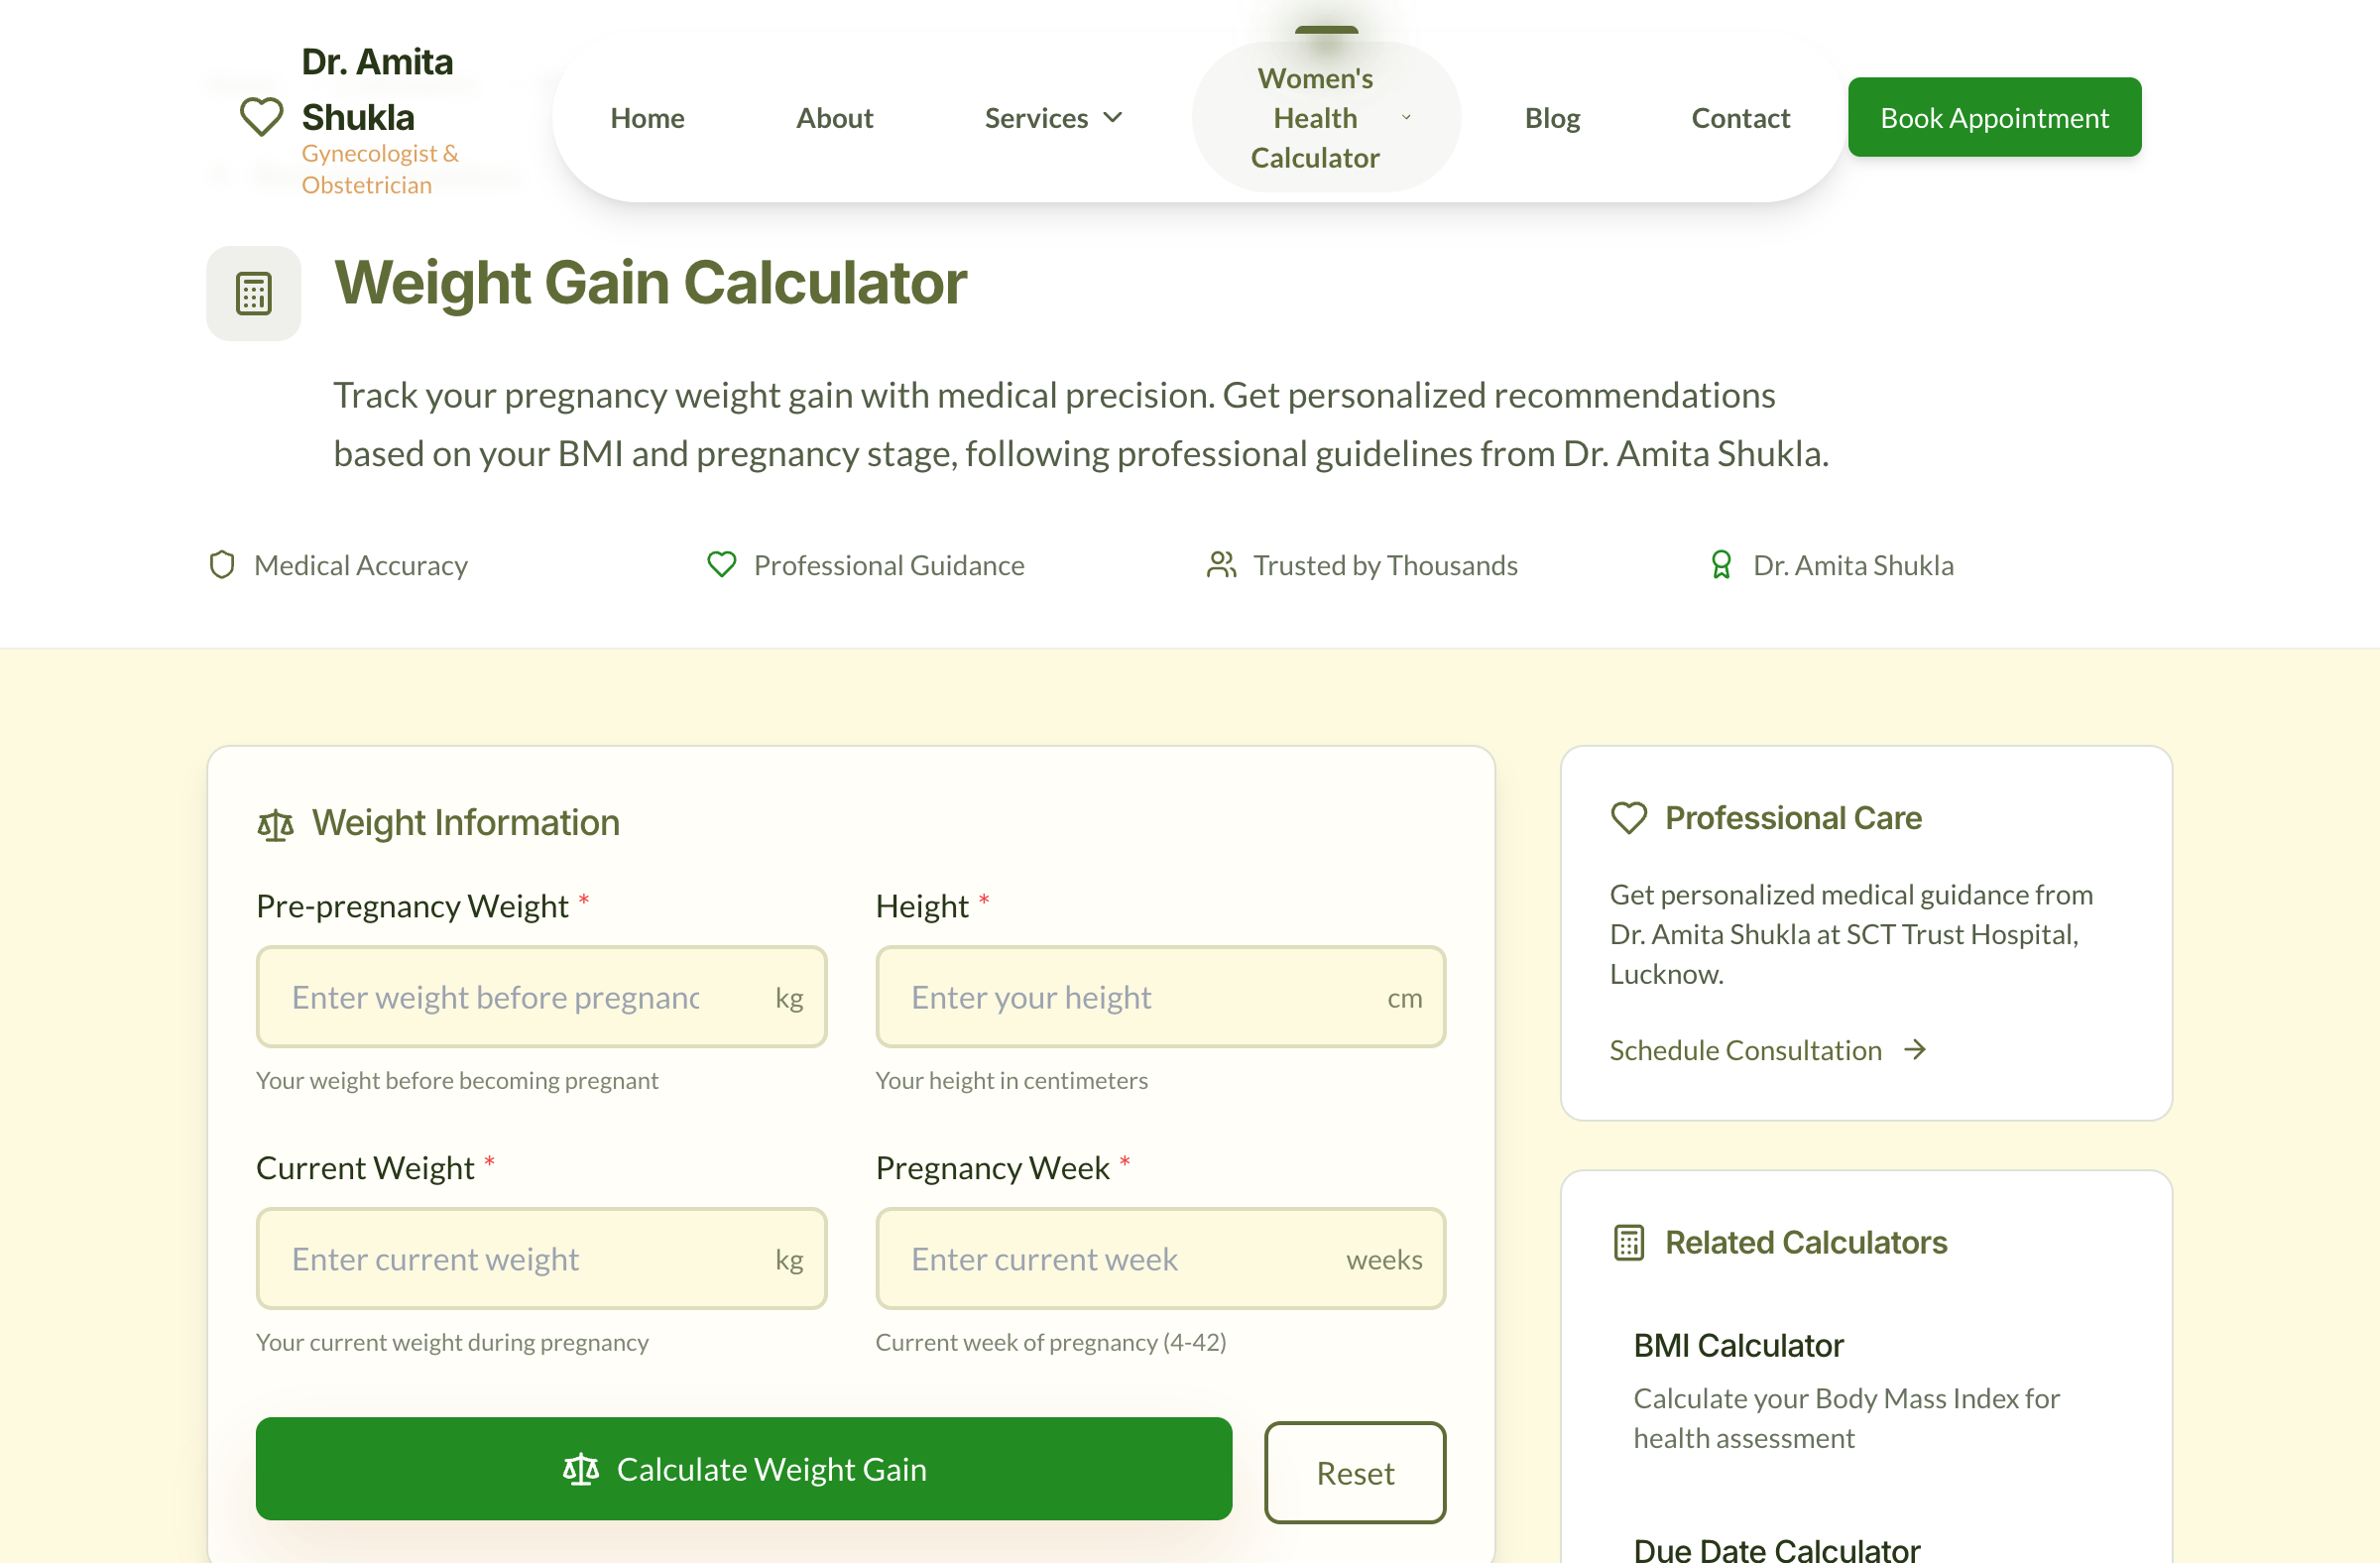 Dr. Amita
Shukla
Gynecologist &
Obstetrician
Home
About
Services
Women's
Health
Calculator
Blog
Contact
Book Appointment
Weight Gain Calculator
Track your pregnancy weight gain with medical precision. Get personalized recommendations
based on your BMI and pregnancy stage, following professional guidelines from Dr. Amita Shukla.
Medical Accuracy
Professional Guidance
Trusted by Thousands
Dr. Amita Shukla
Weight Information
Pre-pregnancy Weight *
Enter weight before pregnanc
kg
Your weight before becoming pregnant
Height *
Enter your height
cm
Your height in centimeters
Current Weight *
Enter current weight
kg
Your current weight during pregnancy
Pregnancy Week *
Enter current week
weeks
Current week of pregnancy (4-42)
Calculate Weight Gain
Reset
Professional Care
Get personalized medical guidance from
Dr. Amita Shukla at SCT Trust Hospital,
Lucknow.
Schedule Consultation
Related Calculators
BMI Calculator
Calculate your Body Mass Index for
health assessment
Due Date Calculator